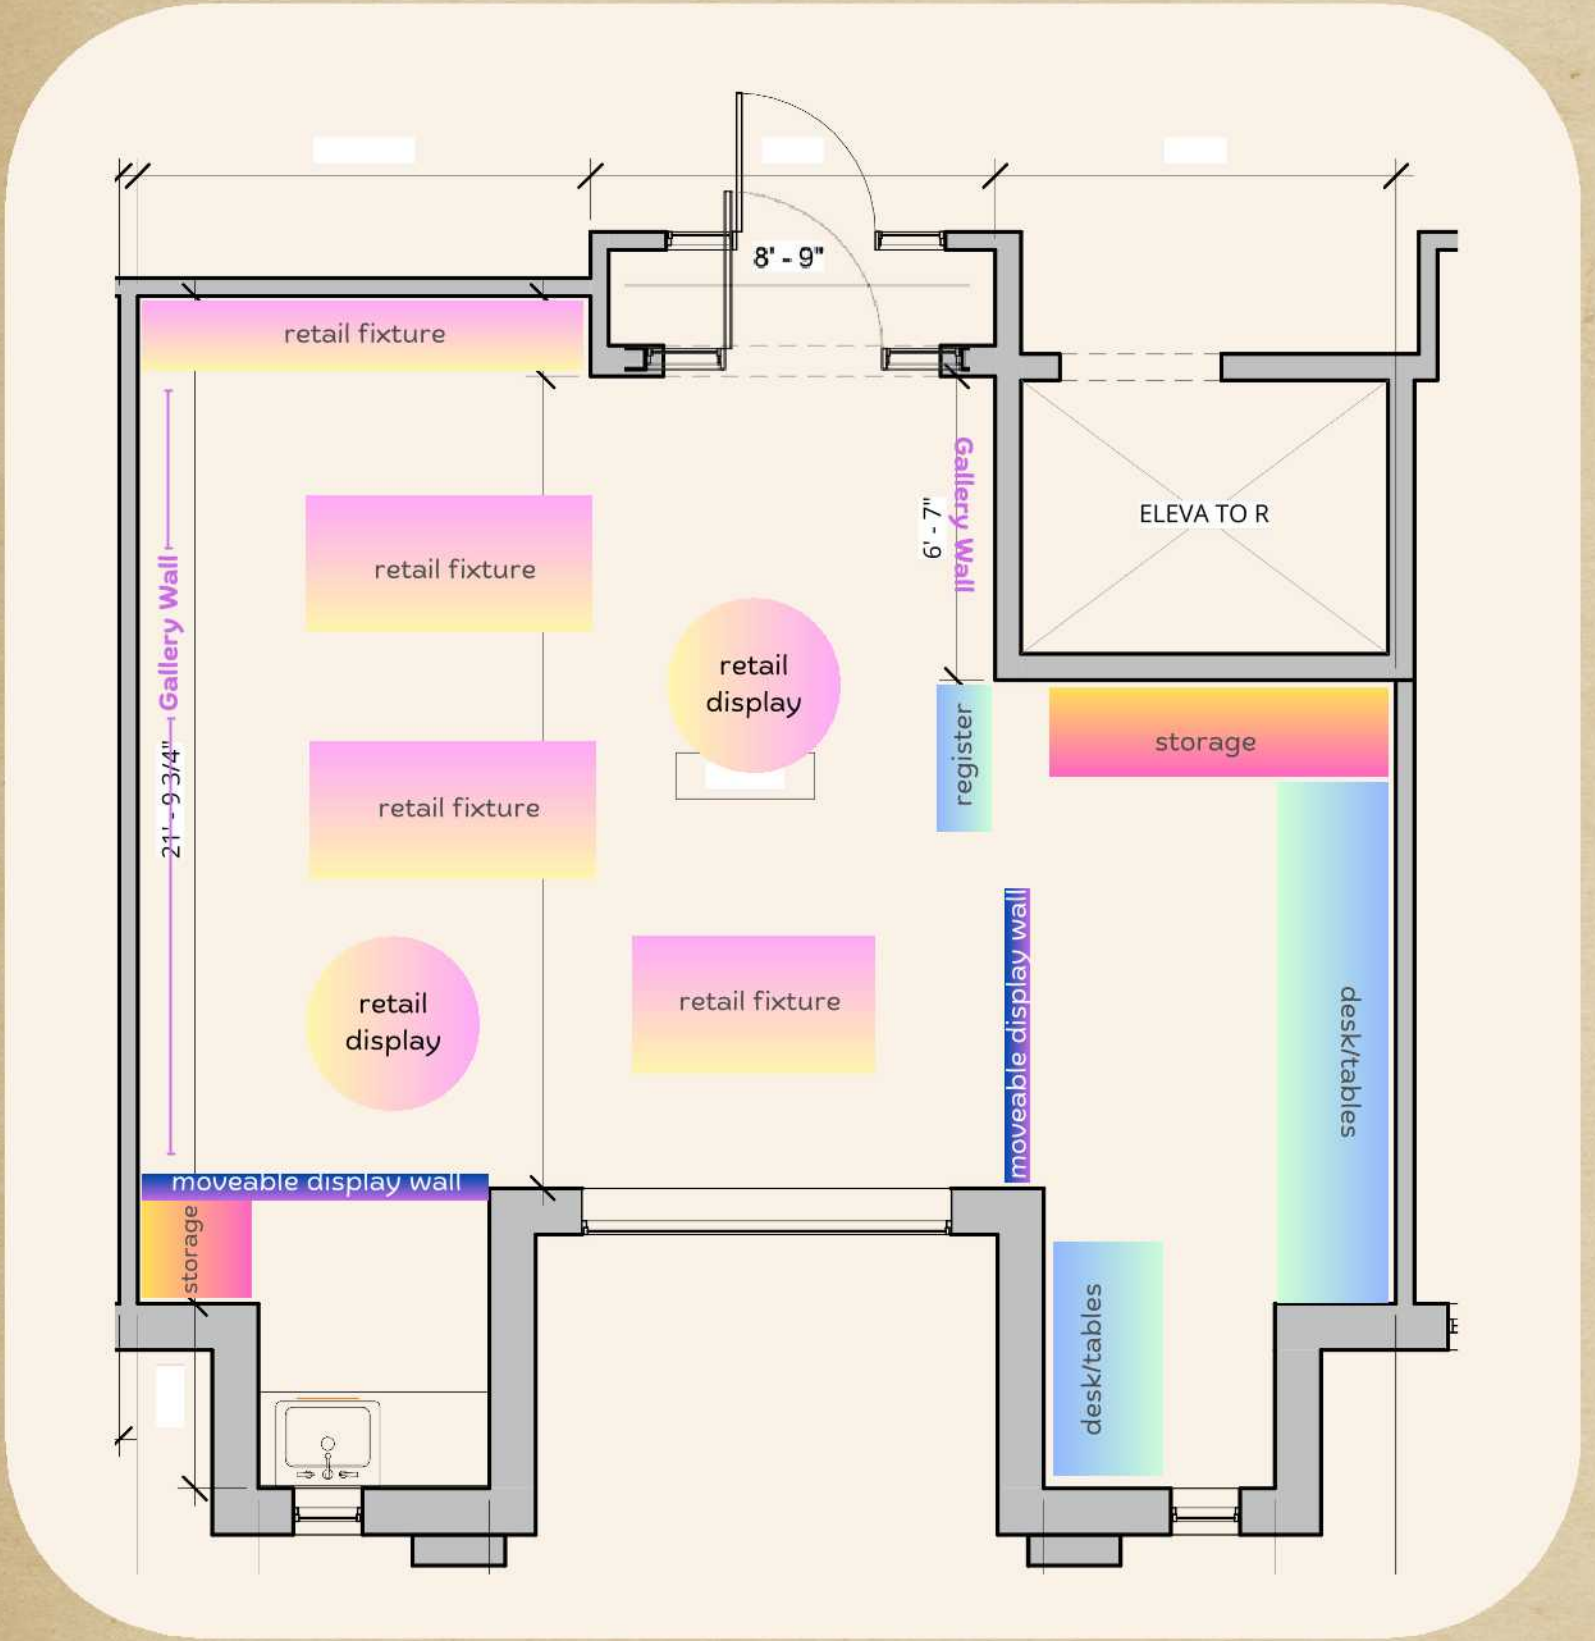 8' - 9"
retail fixture
Gallery Wall
6' - 7"
ELEVA TO R
retail fixture
Gallery Wall
retail
display
register
storage
21' - 9 3/4"
retail fixture
moveable display wall
retail
display
retail fixture
desk/tables
moveable display wall
storage
desk/tables